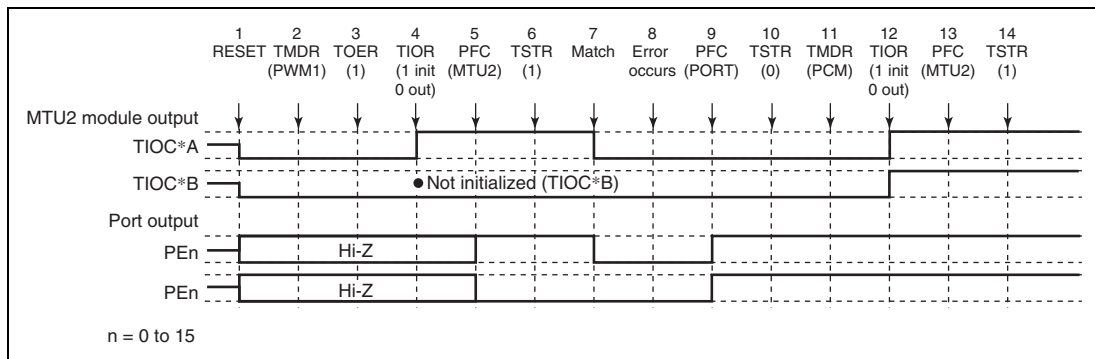 1 2 3 4 5 6 7 8 9 10 11 12 13 14
RESET TMDR TOER TIOR PFC TSTR Match Error PFC TSTR TMDR TIOR PFC TSTR
(PWM1) (1) (1 init (MTU2) (1) occurs (PORT) (0) (PCM) (1 init (MTU2) (1)
0 out) 0 out)
MTU2 module output
TIOC*A
TIOC*B
● Not initialized (TIOC*B)
Port output
PEn
Hi-Z
PEn
Hi-Z
n = 0 to 15